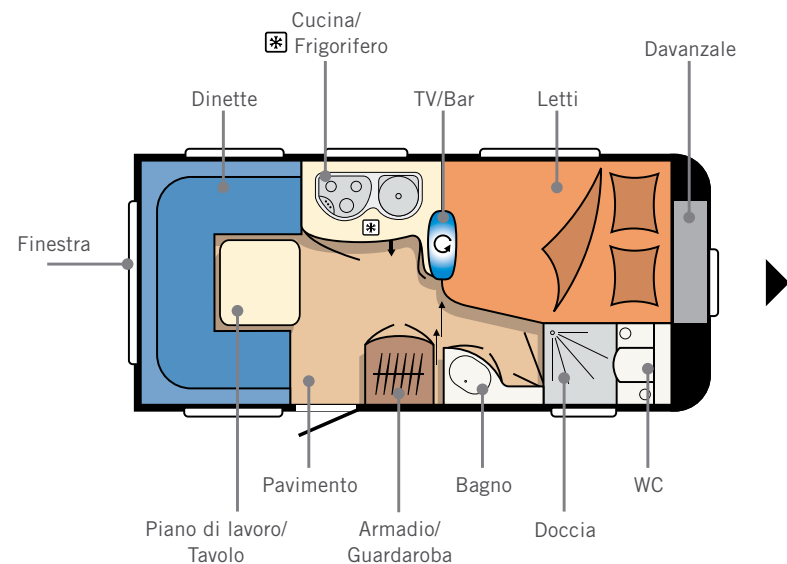 Cucina/
Frigorifero
Davanzale
Dinette
TV/Bar
Letti
Finestra
Pavimento
Bagno
WC
Piano di lavoro/
Tavolo
Armadio/
Guardaroba
Doccia